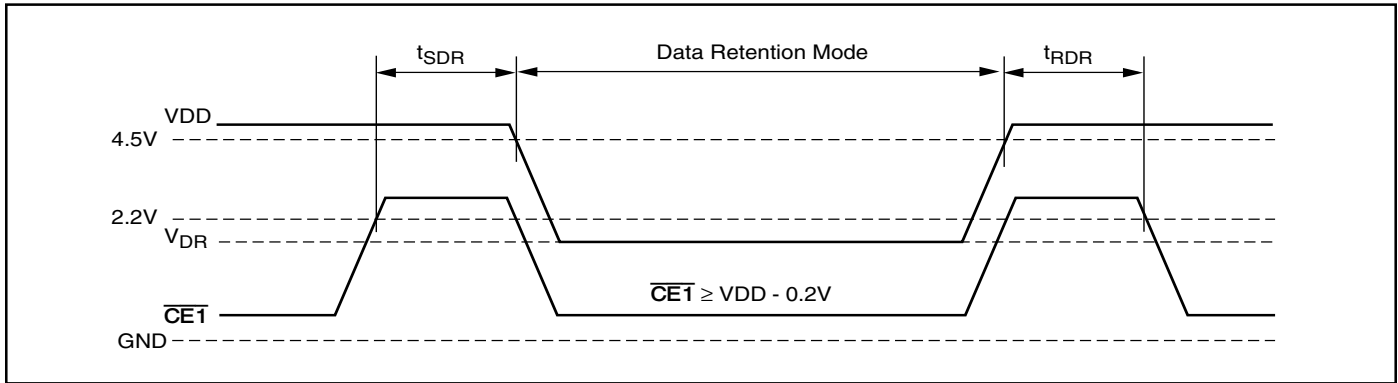 tSDR Data Retention Mode tRDR
VDD
4.5V
2.2V
VDR
CE1 ≥ VDD - 0.2V
CE1
GND